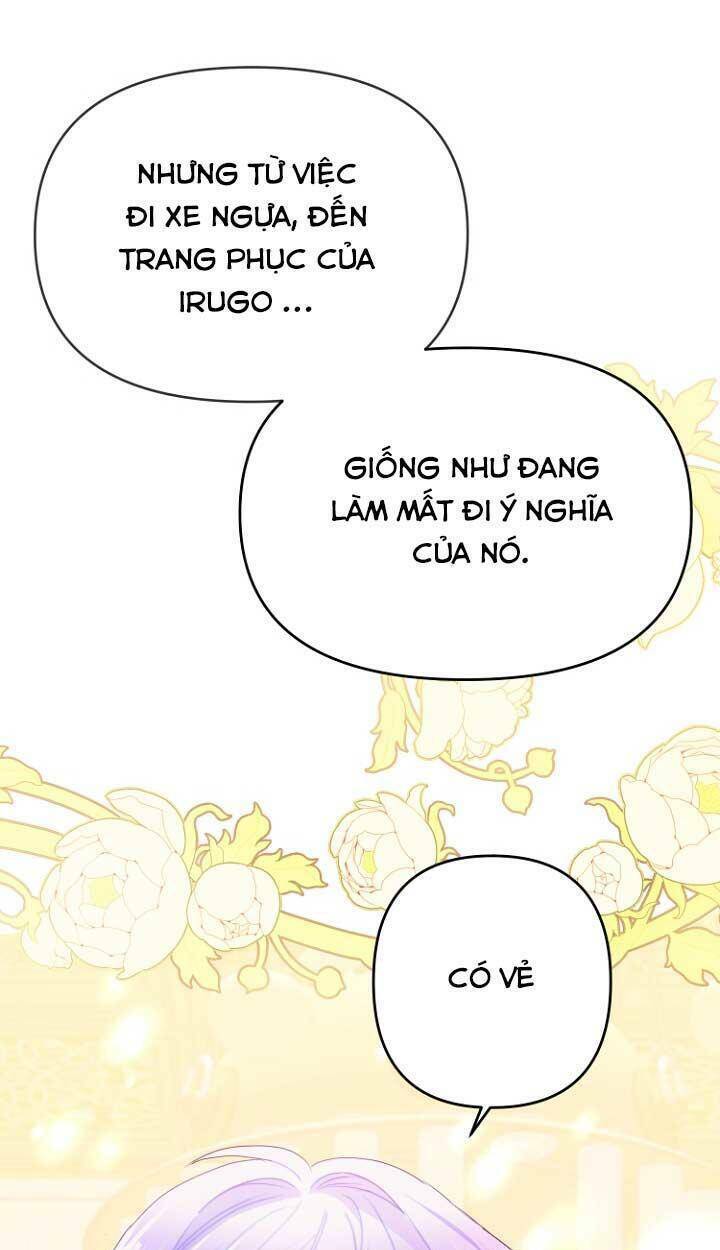 NHƯNG TỪ VIỆC
ĐI XE NGỰA, ĐẾN
TRANG PHỤC CỦA
IRUGO ...
GIỐNG NHƯ ĐANG
LÀM MẤT ĐI Ý NGHĨA
CỦA NÓ.
CÓ VẺ